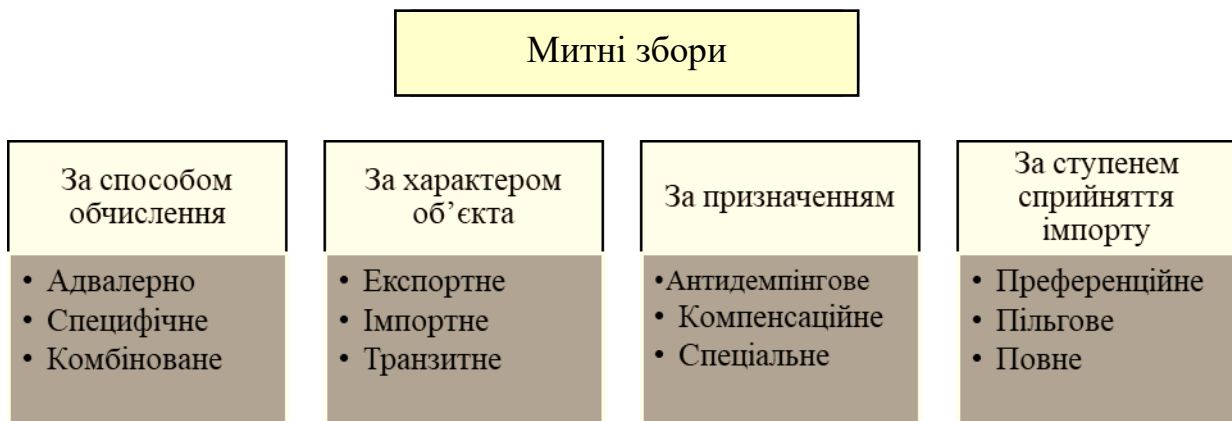 Митні збори
За способом
обчислення
• Адвалерно
• Специфічне
• Комбіноване
За характером
об’єкта
• Експортне
• Імпортне
• Транзитне
За призначенням
•Антидемпінгове
• Компенсаційне
• Спеціальне
За ступенем
сприйняття
імпорту
• Преференційне
• Пільгове
• Повне